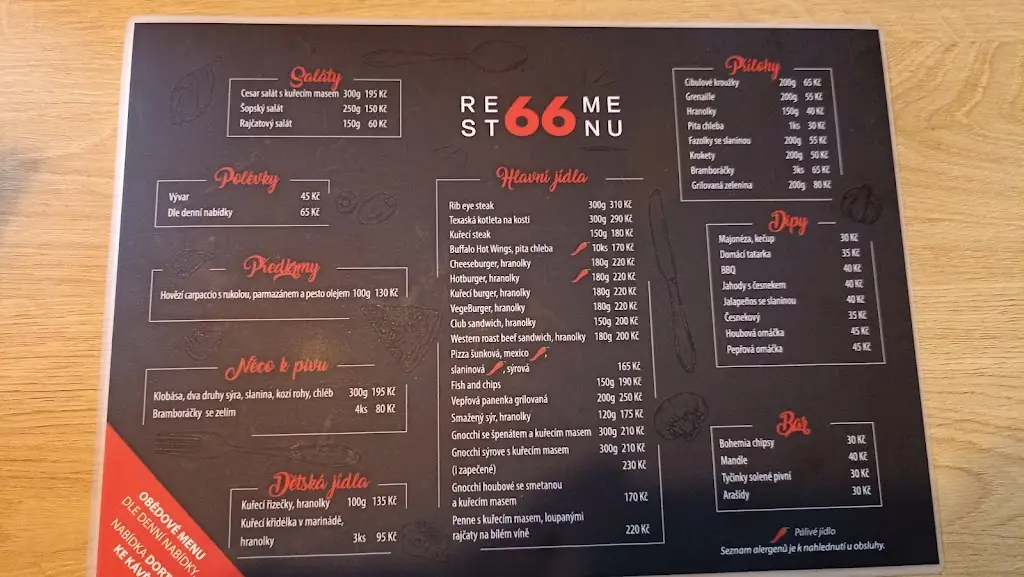 Saláty
Cesar salát s kuřecím masem 300g 195 Kč
Šopský salát 250g 150 Kč
Rajčatový salát 150g 60 Kč
Polévky
Vývar 45 Kč
Dle denní nabídky 65 Kč
Předkrmy
Hovězí carpaccio s rukolou, parmazánem a pesto olejem 100g 130 Kč
Něco k pivu
Klobása, dva druhy sýra, slanina, kozí rohy, chléb 300g 195 Kč
Bramboráčky se zelím 4ks 80 Kč
Dětská jídla
Kuřecí řizečky, hranolky 100g 135 Kč
Kuřecí křidélka v marinádě,
hranolky 3ks 95 Kč
OBĚDOVÉ MENU
DLE DENNÍ NABÍDKY
NABÍDKA DORT
KE KÁV
RE 66 ME
ST NU
Hlavní jídla
Rib eye steak 300g 310 Kč
Texaská kotleta na kosti 300g 290 Kč
Kuřecí steak 150g 180 Kč
Buffalo Hot Wings, pita chleba 10ks 170 Kč
Cheeseburger, hranolky 180g 220 Kč
Hotburger, hranolky 180g 220 Kč
Kuřecí burger, hranolky 180g 220 Kč
VegeBurger, hranolky 180g 220 Kč
Club sandwich, hranolky 150g 200 Kč
Western roast beef sandwich, hranolky 180g 200 Kč
Pizza šunková, mexico ,
slaninová , sýrová 165 Kč
Fish and chips 150g 190 Kč
Vepřová panenka grilovaná 200g 250 Kč
Smažený sýr, hranolky 120g 175 Kč
Gnocchi se špenátem a kuřecím masem 300g 210 Kč
Gnocchi sýrove s kuřecím masem 300g 210 Kč
(i zapečené) 230 Kč
Gnocchi houbové se smetanou
a kuřecím masem 170 Kč
Penne s kuřecím masem, loupanými
rajčaty na bílém víně 220 Kč
Přílohy
Cibulové kroužky 200g 65 Kč
Grenaille 200g 55 Kč
Hranolky 150g 40 Kč
Pita chleba 1ks 30 Kč
Fazolky se slaninou 200g 55 Kč
Krokety 200g 50 Kč
Bramboráčky 3ks 65 Kč
Grilovaná zelenina 200g 80 Kč
Dipy
Majonéza, kečup 30 Kč
Domácí tatarka 35 Kč
BBQ 40 Kč
Jahody s česnekem 40 Kč
Jalapeños se slaninou 40 Kč
Česnekový 35 Kč
Houbová omáčka 45 Kč
Pepřová omáčka 45 Kč
Bar
Bohemia chipsy 30 Kč
Mandle 40 Kč
Tyčinky solené pivní 30 Kč
Arašídy 30 Kč
Pálivé jídlo
Seznam alergenů je k nahlédnutí u obsluhy.